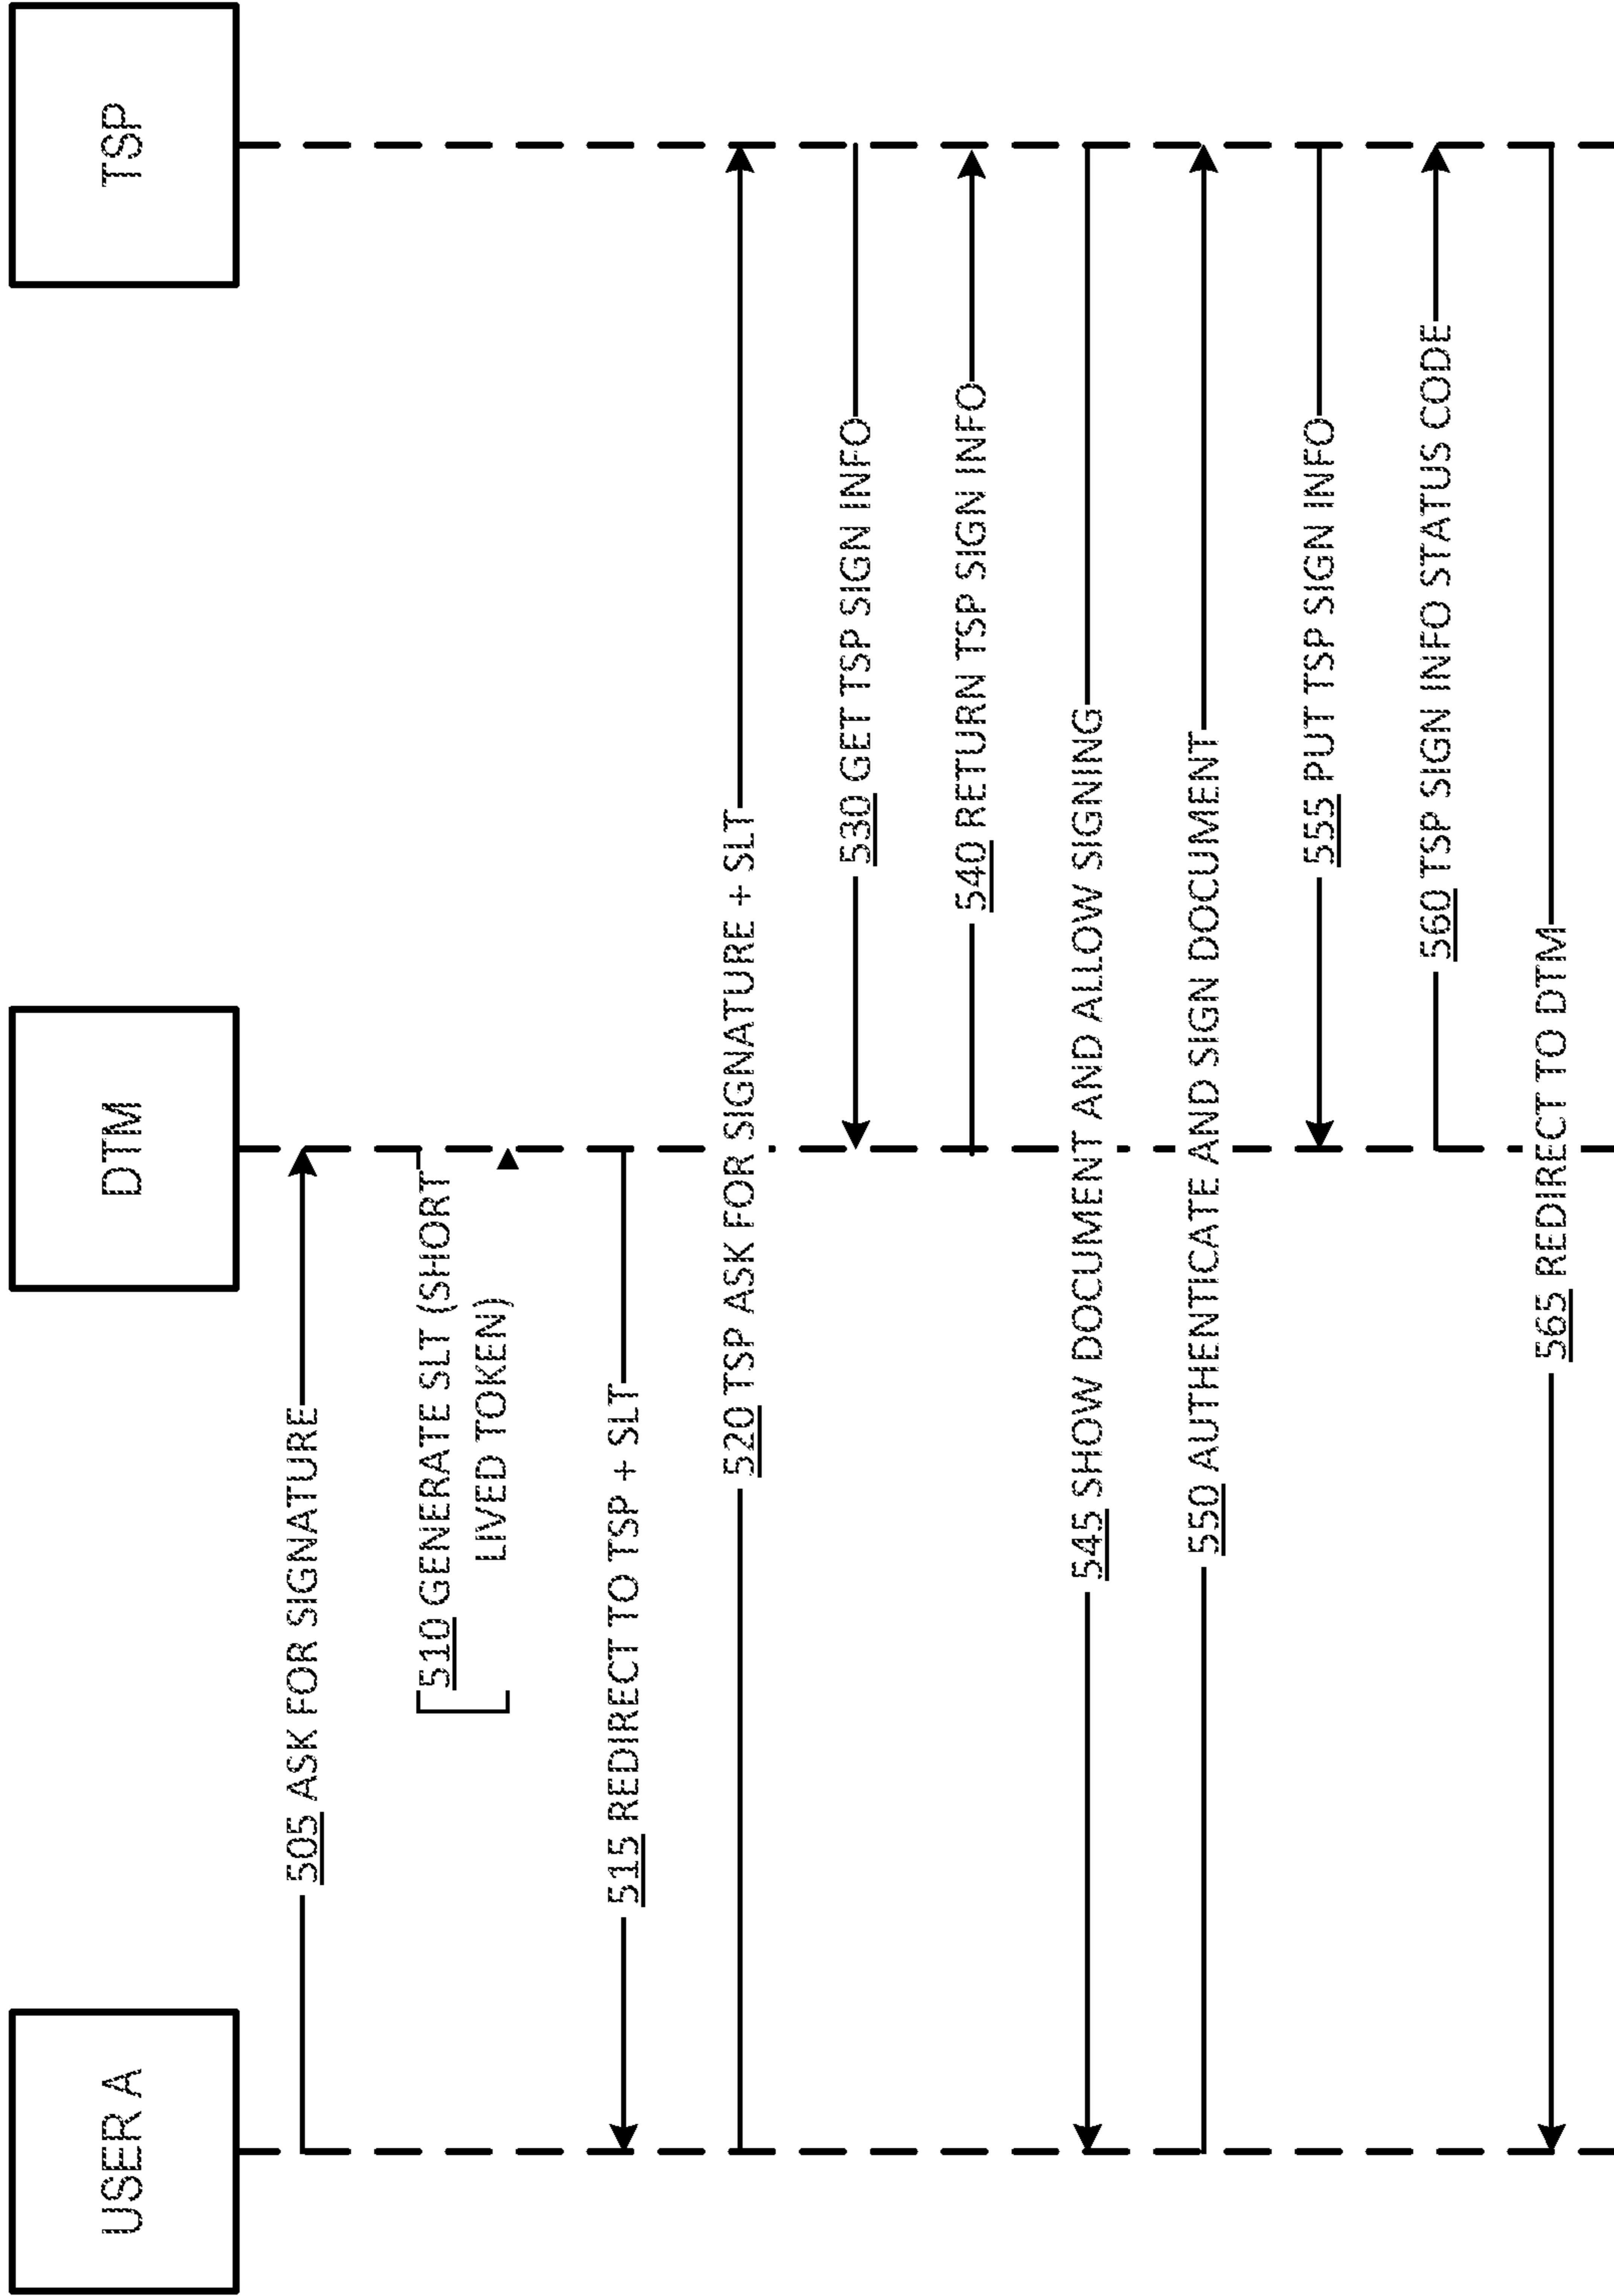 USER A
DTM
TSP
505 ASK FOR SIGNATURE
510 GENERATE SLT (SHORT
LIVED TOKEN)
515 REDIRECT TO TSP + SLT
520 TSP ASK FOR SIGNATURE + SLT
530 GET TSP SIGN INFO
540 RETURN TSP SIGN INFO
545 SHOW DOCUMENT AND ALLOW SIGNING
550 AUTHENTICATE AND SIGN DOCUMENT
555 PUT TSP SIGN INFO
560 TSP SIGN INFO STATUS CODE
565 REDIRECT TO DTM